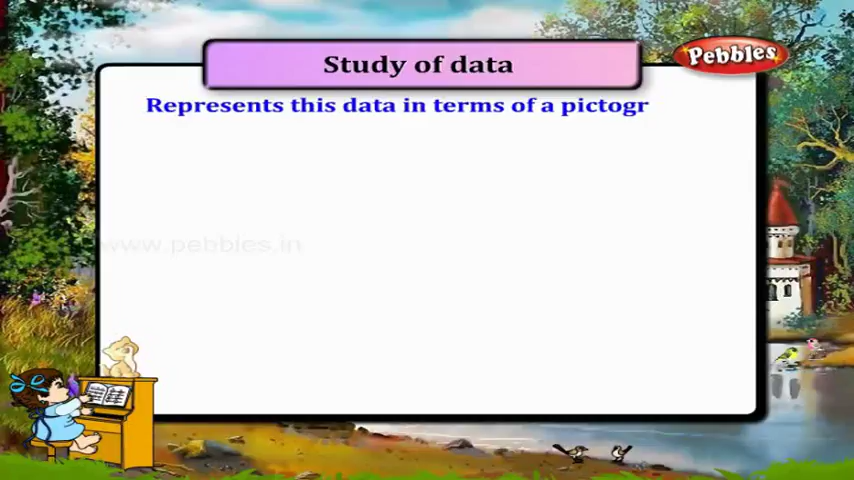 Study of data
Pebbles
Represents this data in terms of a pictogr
www.pebbles.in